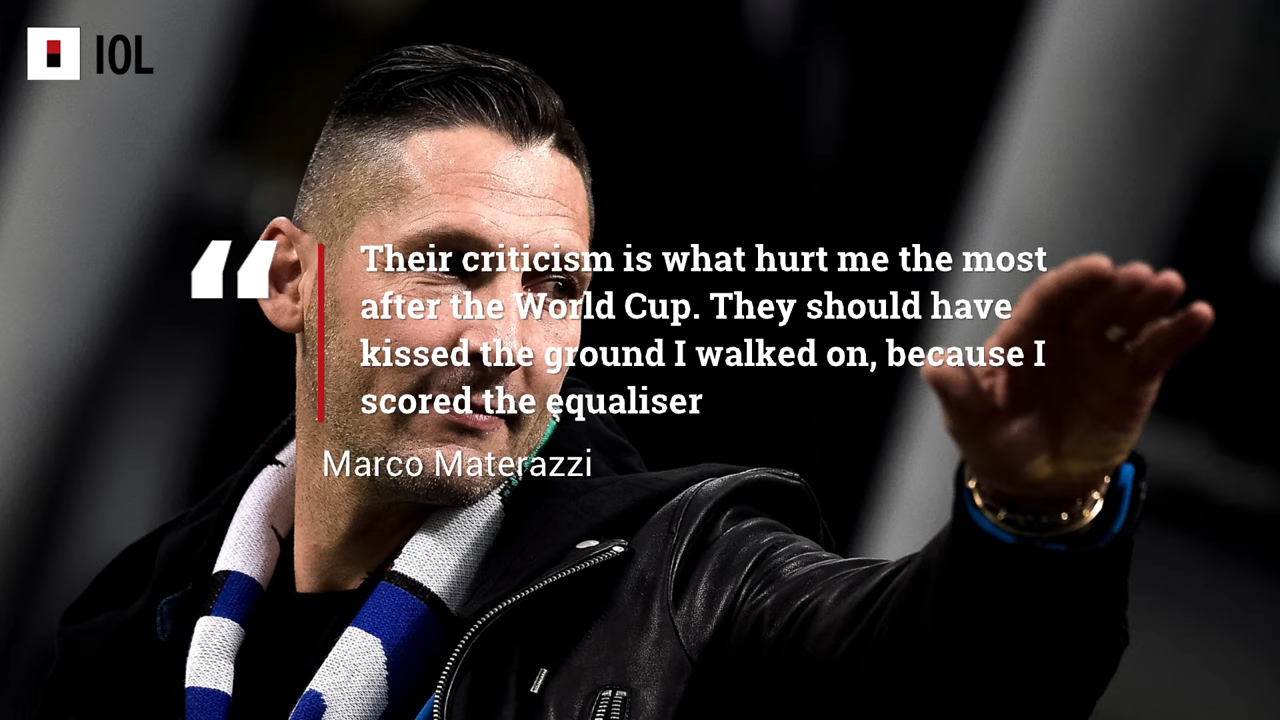 IOL
“
Their criticism is what hurt me the most
after the World Cup. They should have
kissed the ground I walked on, because I
scored the equaliser
Marco Materazzi